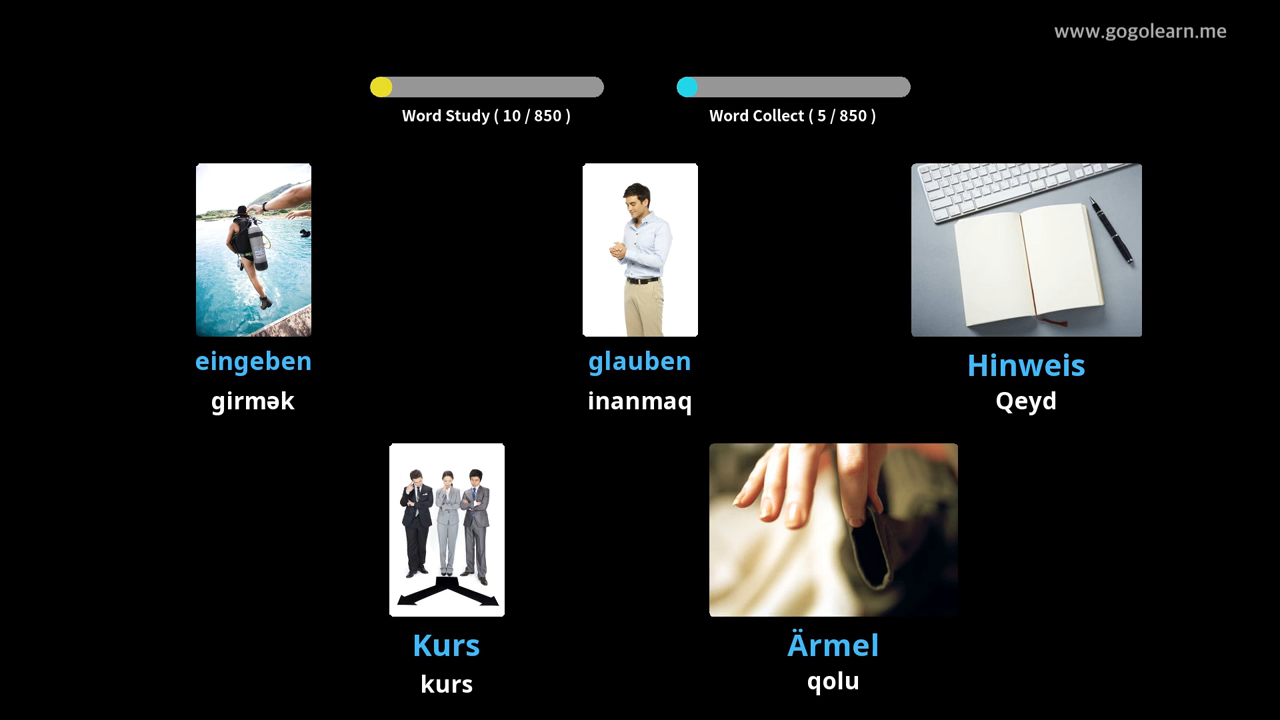 www.gogolearn.me
Word Study ( 10 / 850 )
Word Collect ( 5 / 850 )
eingeben
girmək
glauben
inanmaq
Hinweis
Qeyd
Kurs
kurs
Ärmel
qolu